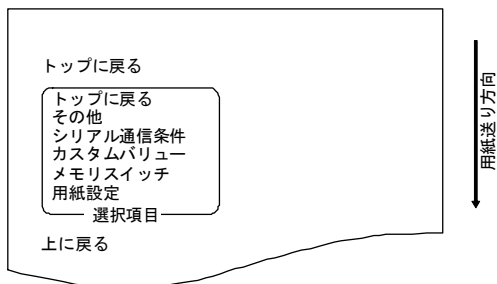 トップに戻る
トップに戻る
その他
シリアル通信条件
カスタムバリュー
メモリスイッチ
用紙設定
選択項目
上に戻る
用紙送り方向